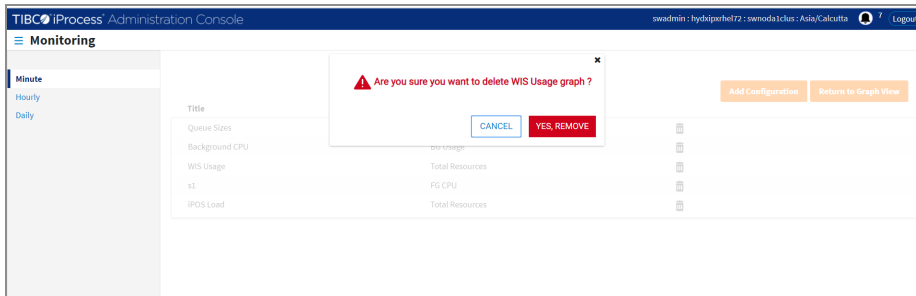 TIBCO iProcess® Administration Console swadmin : hydxipxrhel72 : swnoda1clus : Asia/Calcutta 7 Logout
Monitoring
Minute
Hourly
Daily
Are you sure you want to delete WIS Usage graph ?
CANCEL YES, REMOVE
Add Configuration Return to Graph View
Title
Queue Sizes
Background CPU BG Usage
WIS Usage Total Resources
s1 FG CPU
iPOS Load Total Resources